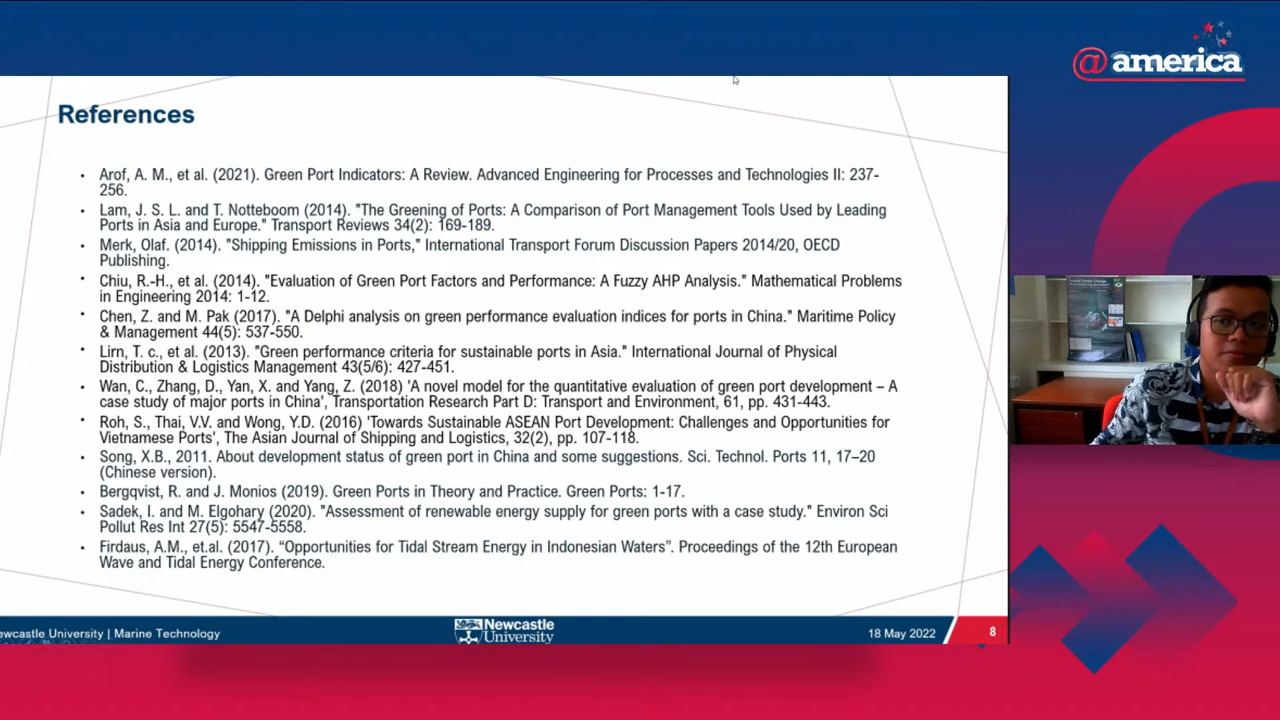 @america
References
• Arof, A. M., et al. (2021). Green Port Indicators: A Review. Advanced Engineering for Processes and Technologies II: 237-
256.
• Lam, J. S. L. and T. Notteboom (2014). "The Greening of Ports: A Comparison of Port Management Tools Used by Leading
Ports in Asia and Europe." Transport Reviews 34(2): 169-189.
• Merk, Olaf. (2014). "Shipping Emissions in Ports," International Transport Forum Discussion Papers 2014/20, OECD
Publishing.
• Chiu, R.-H., et al. (2014). "Evaluation of Green Port Factors and Performance: A Fuzzy AHP Analysis." Mathematical Problems
in Engineering 2014: 1-12.
• Chen, Z. and M. Pak (2017). "A Delphi analysis on green performance evaluation indices for ports in China." Maritime Policy
& Management 44(5): 537-550.
• Lirn, T. c., et al. (2013). "Green performance criteria for sustainable ports in Asia." International Journal of Physical
Distribution & Logistics Management 43(5/6): 427-451.
• Wan, C., Zhang, D., Yan, X. and Yang, Z. (2018) 'A novel model for the quantitative evaluation of green port development – A
case study of major ports in China', Transportation Research Part D: Transport and Environment, 61, pp. 431-443.
• Roh, S., Thai, V.V. and Wong, Y.D. (2016) 'Towards Sustainable ASEAN Port Development: Challenges and Opportunities for
Vietnamese Ports', The Asian Journal of Shipping and Logistics, 32(2), pp. 107-118.
• Song, X.B., 2011. About development status of green port in China and some suggestions. Sci. Technol. Ports 11, 17–20
(Chinese version).
• Bergqvist, R. and J. Monios (2019). Green Ports in Theory and Practice. Green Ports: 1-17.
• Sadek, I. and M. Elgohary (2020). "Assessment of renewable energy supply for green ports with a case study." Environ Sci
Pollut Res Int 27(5): 5547-5558.
• Firdaus, A.M., et.al. (2017). “Opportunities for Tidal Stream Energy in Indonesian Waters”. Proceedings of the 12th European
Wave and Tidal Energy Conference.
ewcastle University | Marine Technology
Newcastle
University
18 May 2022
8